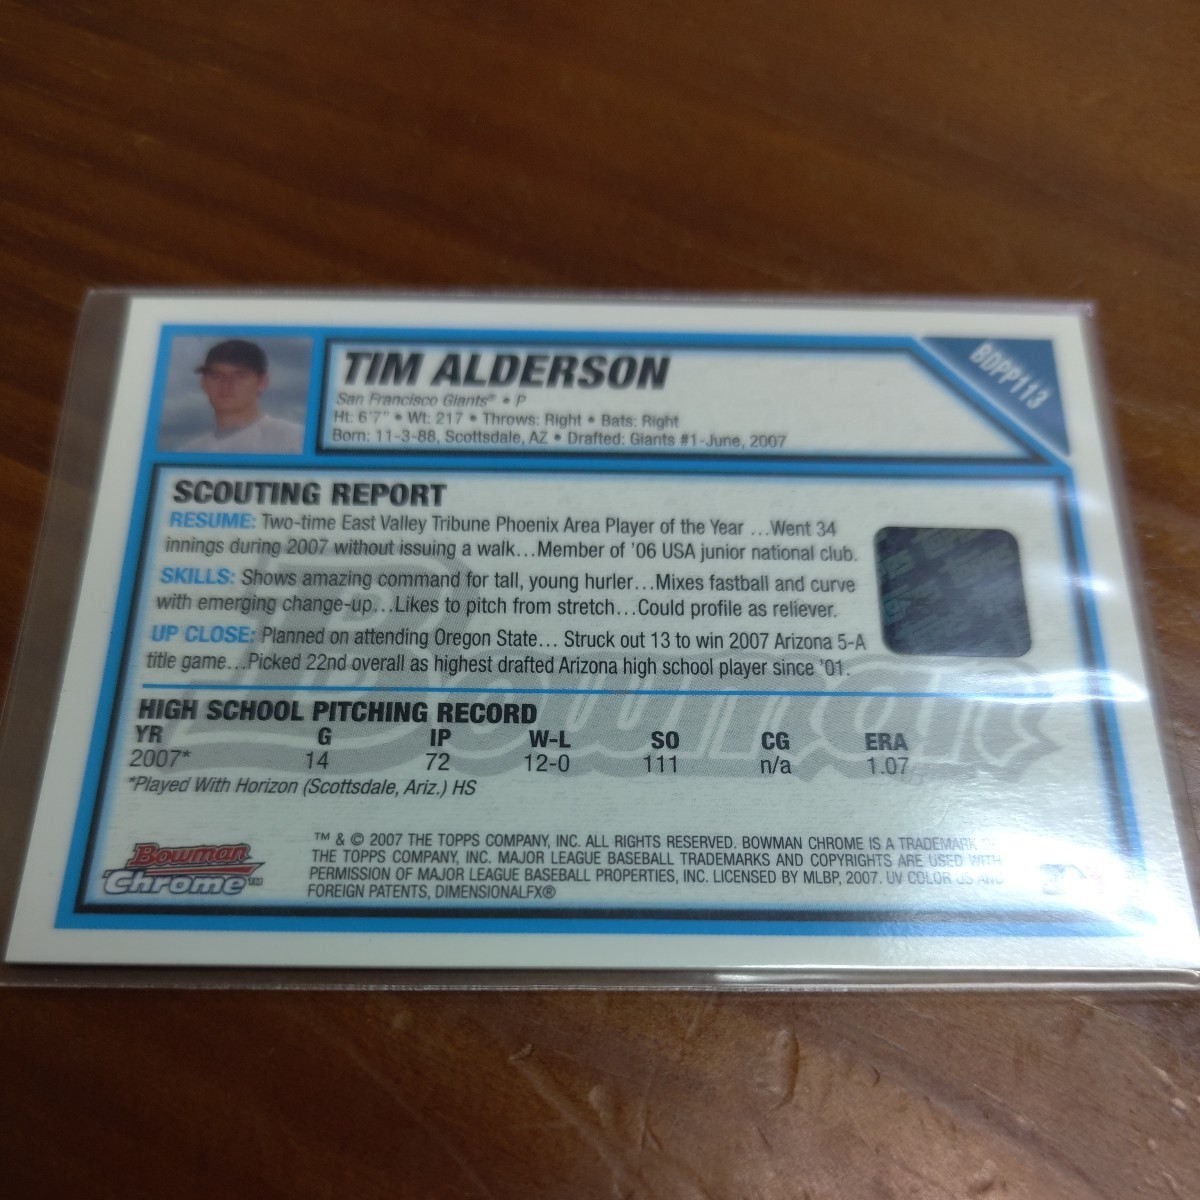 BDPP113
TIM ALDERSON
San Francisco Giants® • P
Ht: 6'7" • Wt: 217 • Throws: Right • Bats: Right
Born: 11-3-88, Scottsdale, AZ • Drafted: Giants #1-June, 2007
SCOUTING REPORT
RESUME: Two-time East Valley Tribune Phoenix Area Player of the Year ...Went 34
innings during 2007 without issuing a walk...Member of '06 USA junior national club.
SKILLS: Shows amazing command for tall, young hurler...Mixes fastball and curve
with emerging change-up...Likes to pitch from stretch...Could profile as reliever.
UP CLOSE: Planned on attending Oregon State... Struck out 13 to win 2007 Arizona 5-A
title game...Picked 22nd overall as highest drafted Arizona high school player since '01.
Bowman
HIGH SCHOOL PITCHING RECORD
YR G IP W-L SO CG ERA
2007* 14 72 12-0 111 n/a 1.07
*Played With Horizon (Scottsdale, Ariz.) HS
Bowman
Chrome™
™ & © 2007 THE TOPPS COMPANY, INC. ALL RIGHTS RESERVED. BOWMAN CHROME IS A TRADEMARK
THE TOPPS COMPANY, INC. MAJOR LEAGUE BASEBALL TRADEMARKS AND COPYRIGHTS ARE USED WITH
PERMISSION OF MAJOR LEAGUE BASEBALL PROPERTIES, INC. LICENSED BY MLBP, 2007. UV COLOR US AND
FOREIGN PATENTS, DIMENSIONALFX®